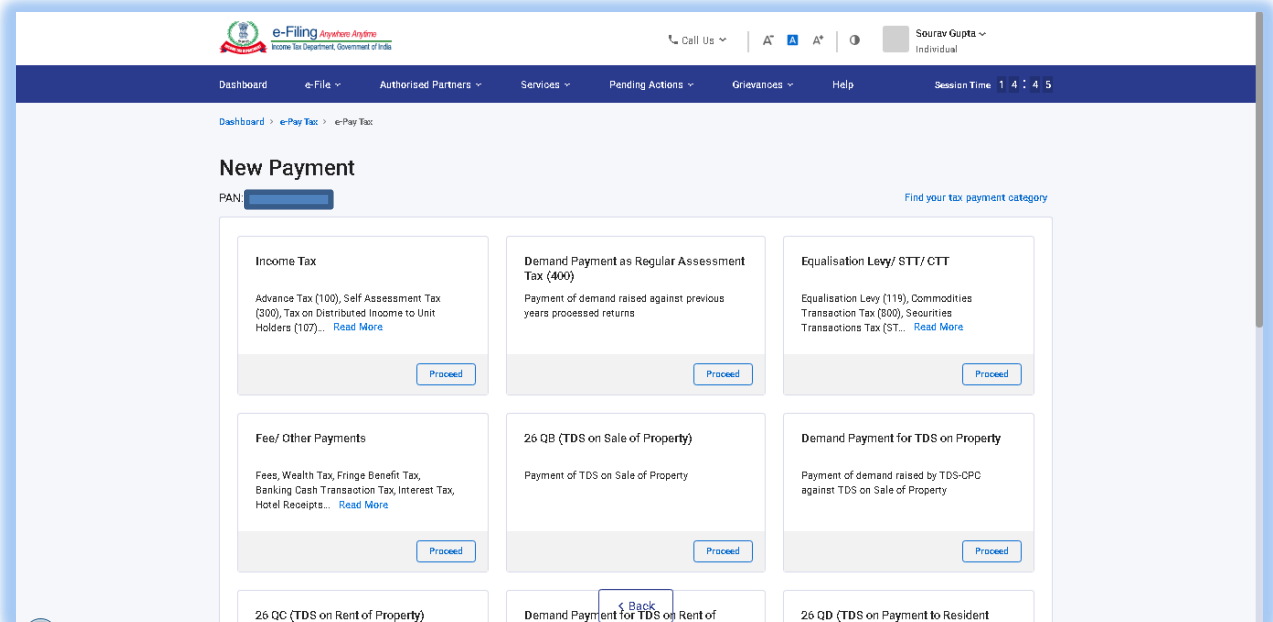 e-Filing Anywhere Anytime
Income Tax Department, Government of India
Call Us
A- A A+
Sourav Gupta
Individual
Dashboard e-File Authorised Partners Services Pending Actions Grievances Help Session Time 1 4 : 4 5
Dashboard > e-Pay Tax > e-Pay Tax
New Payment
PAN:
Find your tax payment category
Income Tax
Advance Tax (100), Self Assessment Tax
(300), Tax on Distributed Income to Unit
Holders (107)... Read More
Proceed
Demand Payment as Regular Assessment
Tax (400)
Payment of demand raised against previous
years processed returns
Proceed
Equalisation Levy/ STT/ CTT
Equalisation Levy (119), Commodities
Transaction Tax (800), Securities
Transactions Tax (ST... Read More
Proceed
Fee/ Other Payments
Fees, Wealth Tax, Fringe Benefit Tax,
Banking Cash Transaction Tax, Interest Tax,
Hotel Receipts... Read More
Proceed
26 QB (TDS on Sale of Property)
Payment of TDS on Sale of Property
Proceed
Demand Payment for TDS on Property
Payment of demand raised by TDS-CPC
against TDS on Sale of Property
Proceed
26 QC (TDS on Rent of Property)
Demand Payment for TDS on Rent of
26 QD (TDS on Payment to Resident
< Back